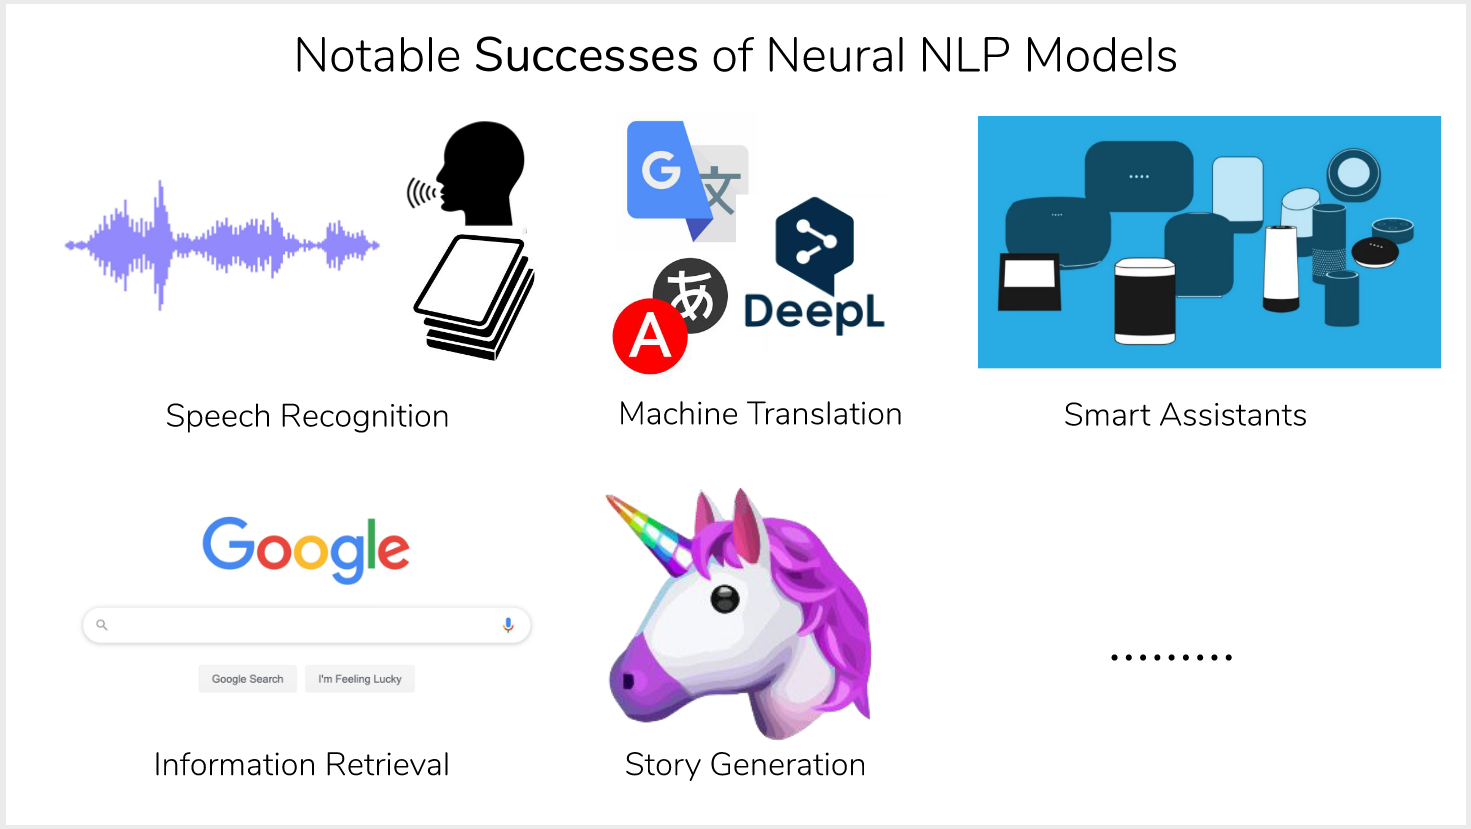 Notable Successes of Neural NLP Models
G
文
あ
A
DeepL
Speech Recognition
Machine Translation
Smart Assistants
Google
Google Search
I'm Feeling Lucky
.........
Information Retrieval
Story Generation